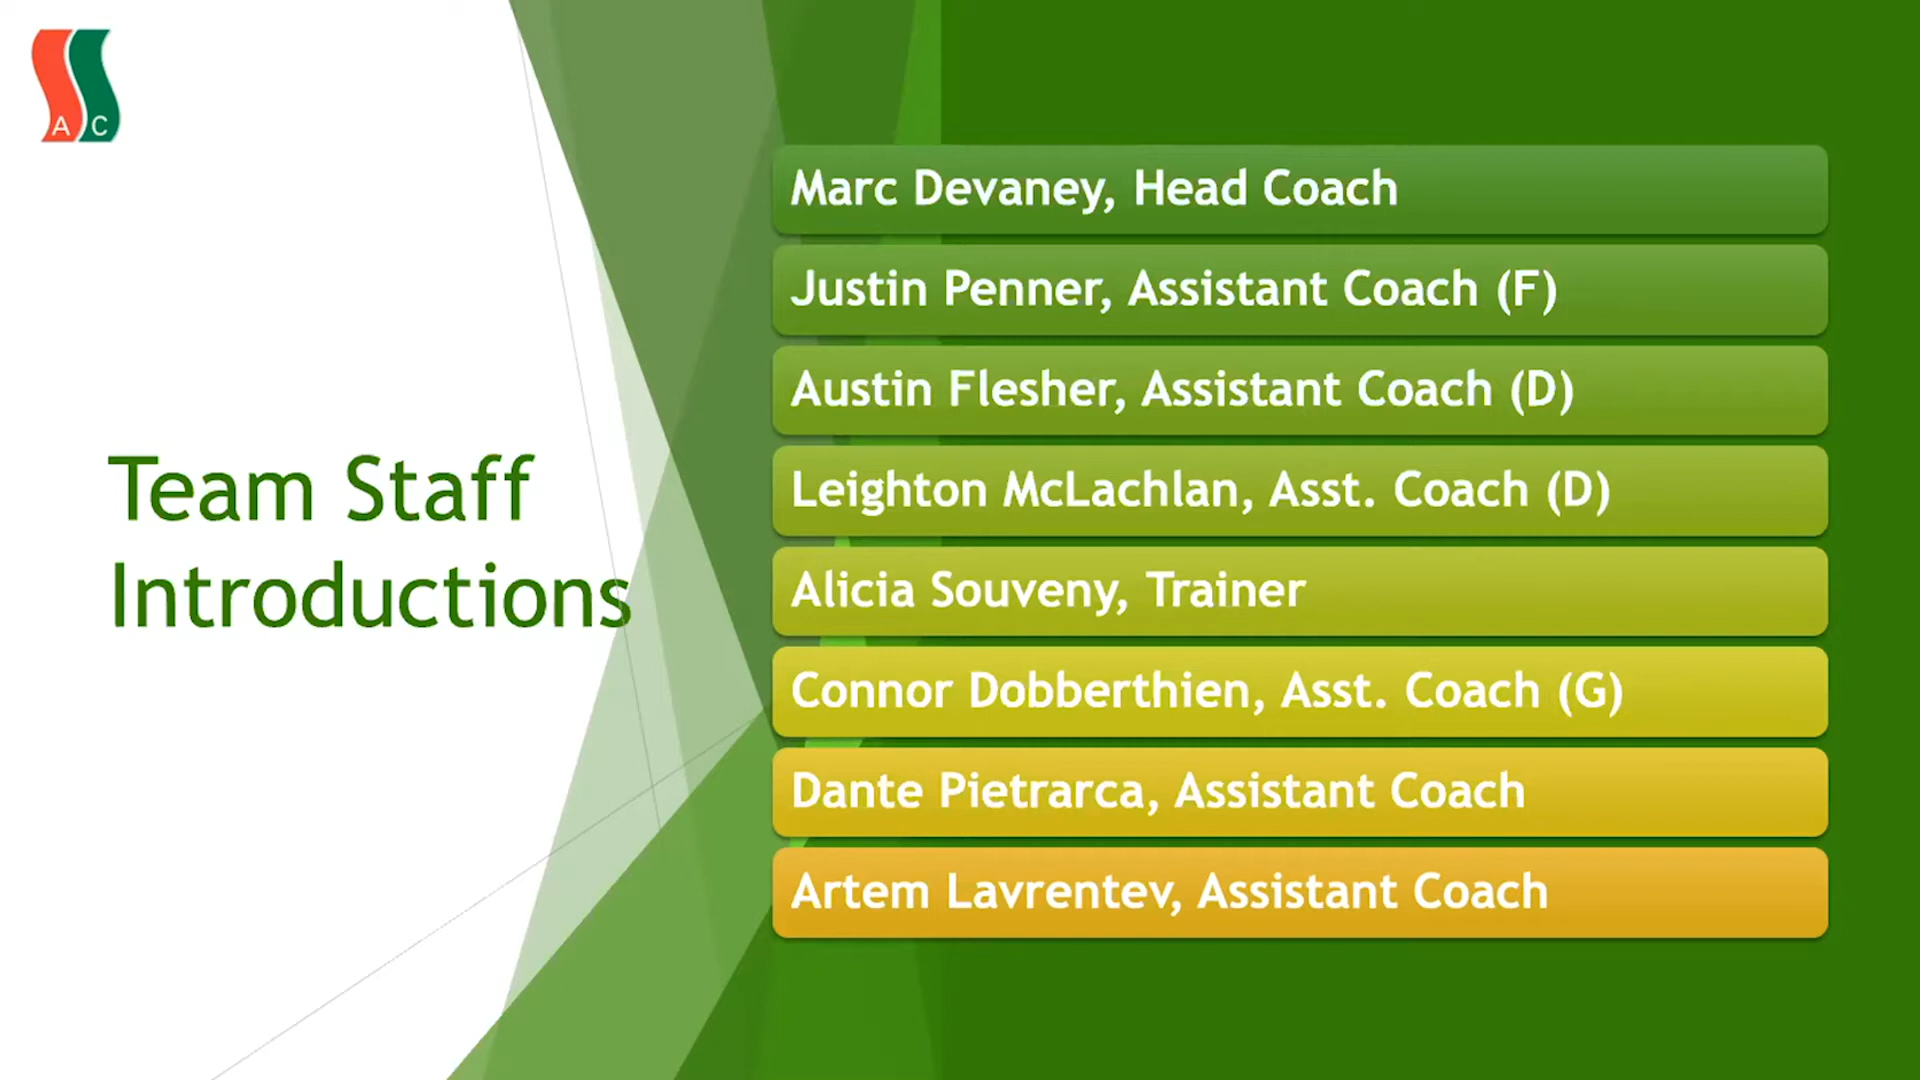 A C
Team Staff
Introductions
Marc Devaney, Head Coach
Justin Penner, Assistant Coach (F)
Austin Flesher, Assistant Coach (D)
Leighton McLachlan, Asst. Coach (D)
Alicia Souveny, Trainer
Connor Dobberthien, Asst. Coach (G)
Dante Pietrarca, Assistant Coach
Artem Lavrentev, Assistant Coach